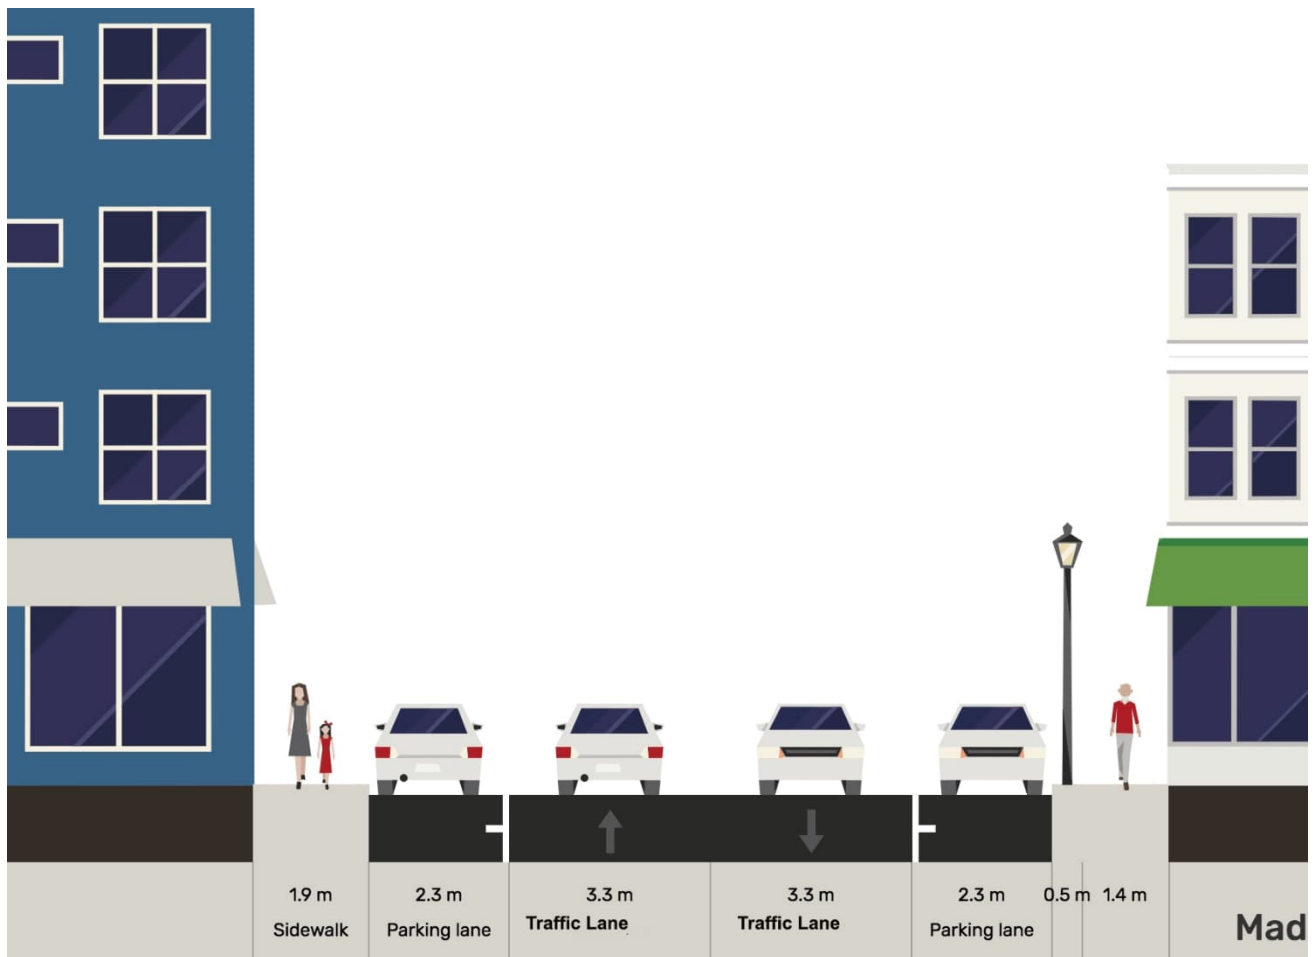 1.9 m
2.3 m
3.3 m
3.3 m
2.3 m
0.5 m
1.4 m
Sidewalk
Parking lane
Traffic Lane
Traffic Lane
Parking lane
Mad